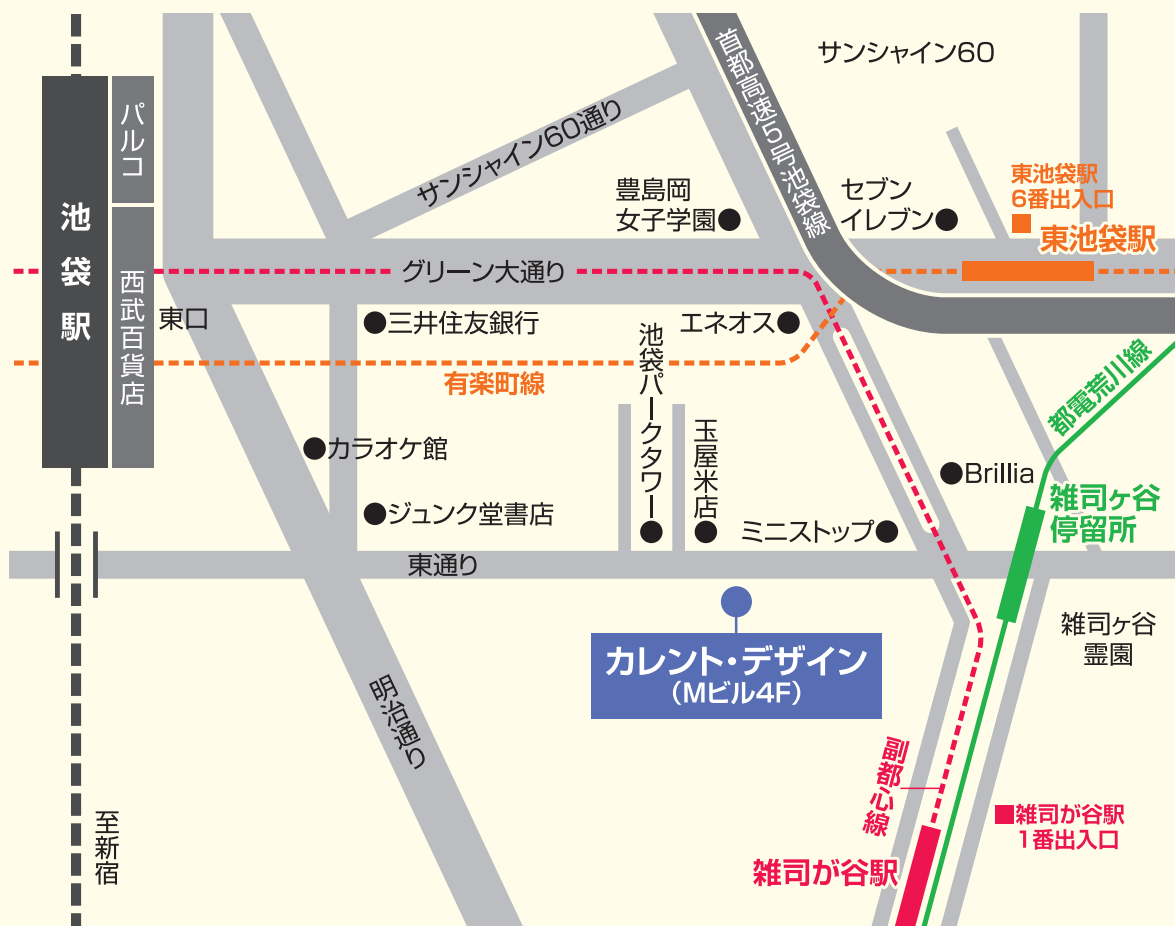 サンシャイン60
首都高速5号池袋線
パルコ
サンシャイン60通り
池袋駅
豊島岡
女子学園
セブン
イレブン
東池袋駅
6番出入口
東池袋駅
西武百貨店
グリーン大通り
東口
三井住友銀行
エネオス
池袋パークタワー
有楽町線
都電荒川線
カラオケ館
玉屋米店
Brillia
雑司ヶ谷
停留所
ジュンク堂書店
ミニストップ
東通り
雑司ヶ谷
霊園
カレント・デザイン
（Mビル4F）
明治通り
副都心線
至新宿
雑司が谷駅
1番出入口
雑司が谷駅